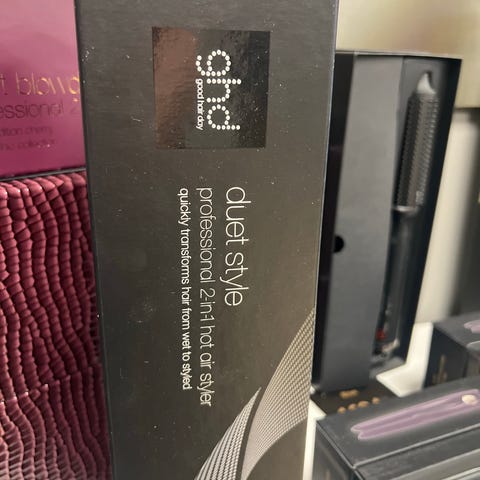 ghd
good hair day
duet style
professional 2-in-1 hot air styler
quickly transforms hair from wet to styled